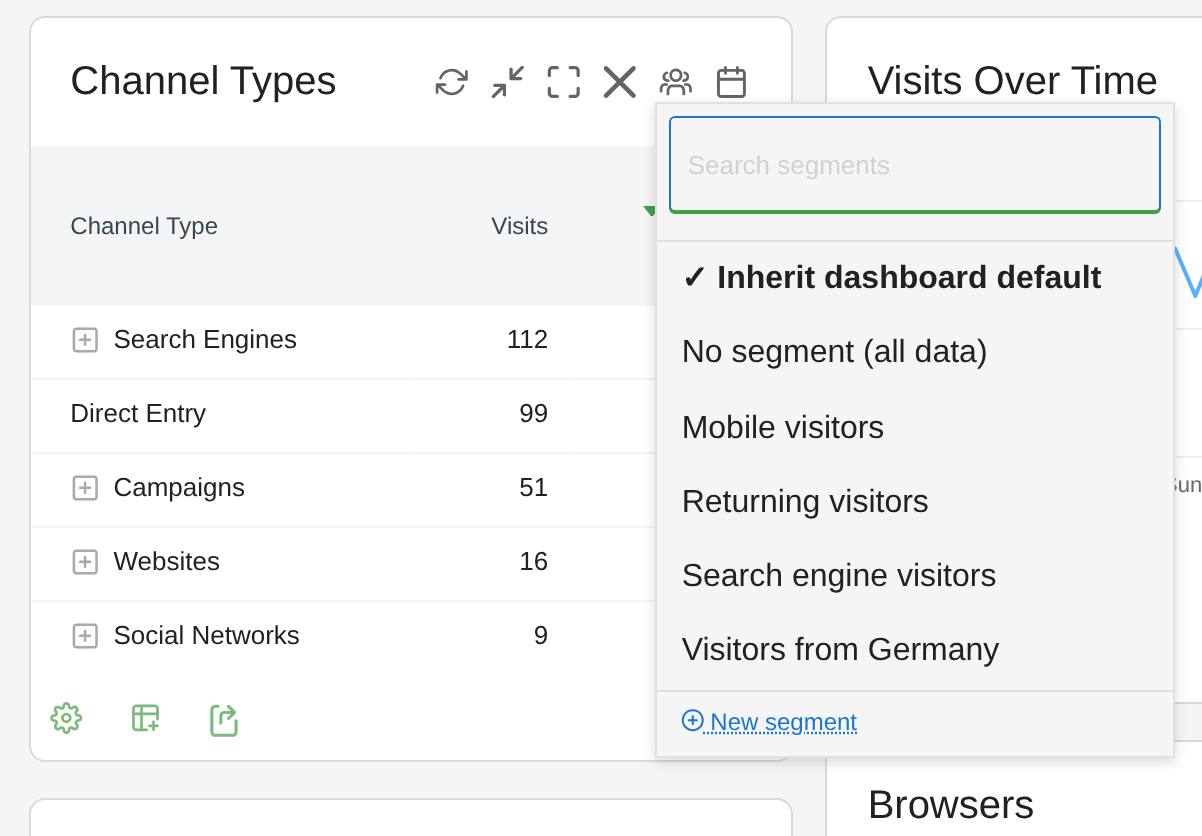 Channel Types
Visits Over Time
Search segments
Channel Type Visits
✓ Inherit dashboard default
Search Engines 112
No segment (all data)
Direct Entry 99
Mobile visitors
Campaigns 51
Returning visitors
Websites 16
Search engine visitors
Social Networks 9
Visitors from Germany
New segment
Browsers